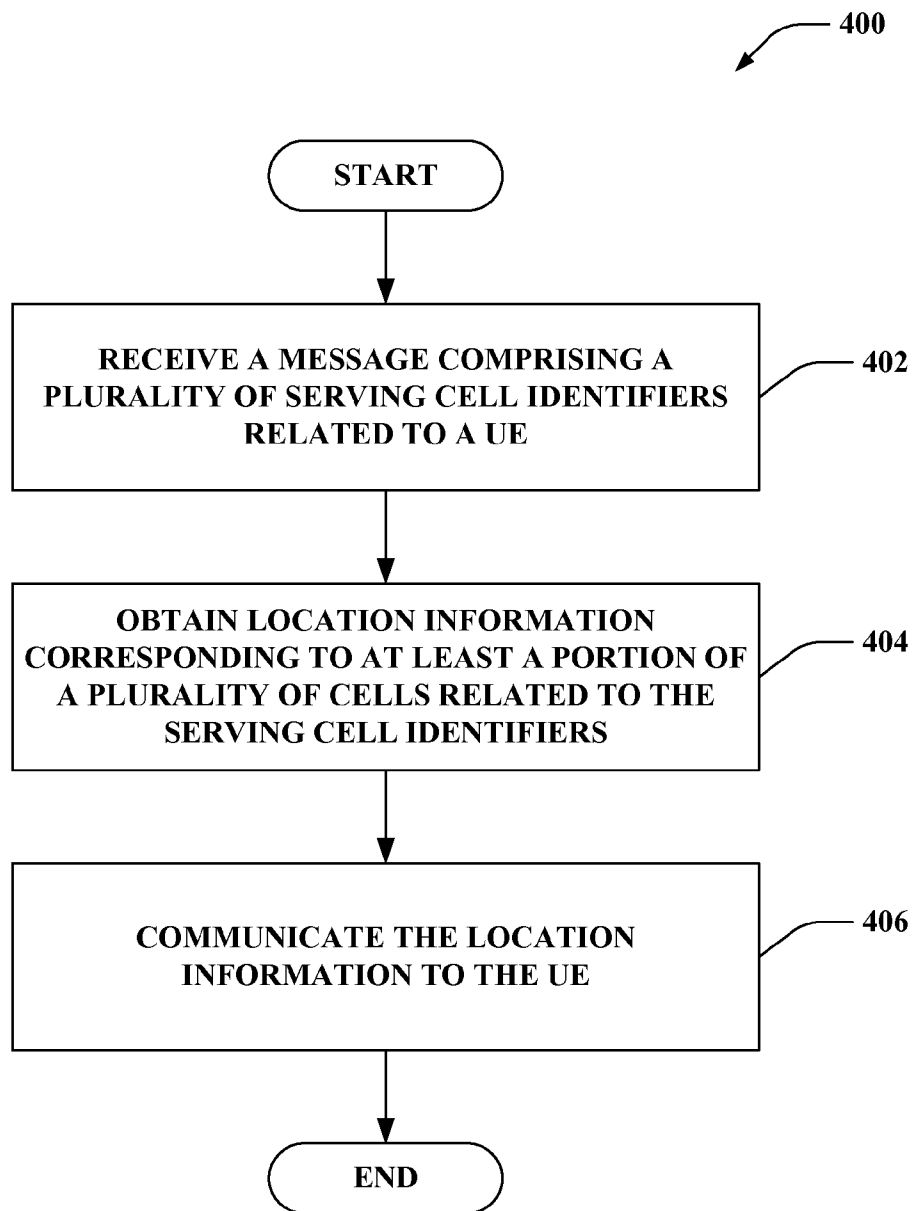 400
START
RECEIVE A MESSAGE COMPRISING A
PLURALITY OF SERVING CELL IDENTIFIERS
RELATED TO A UE
402
OBTAIN LOCATION INFORMATION
CORRESPONDING TO AT LEAST A PORTION OF
A PLURALITY OF CELLS RELATED TO THE
SERVING CELL IDENTIFIERS
404
COMMUNICATE THE LOCATION
INFORMATION TO THE UE
406
END